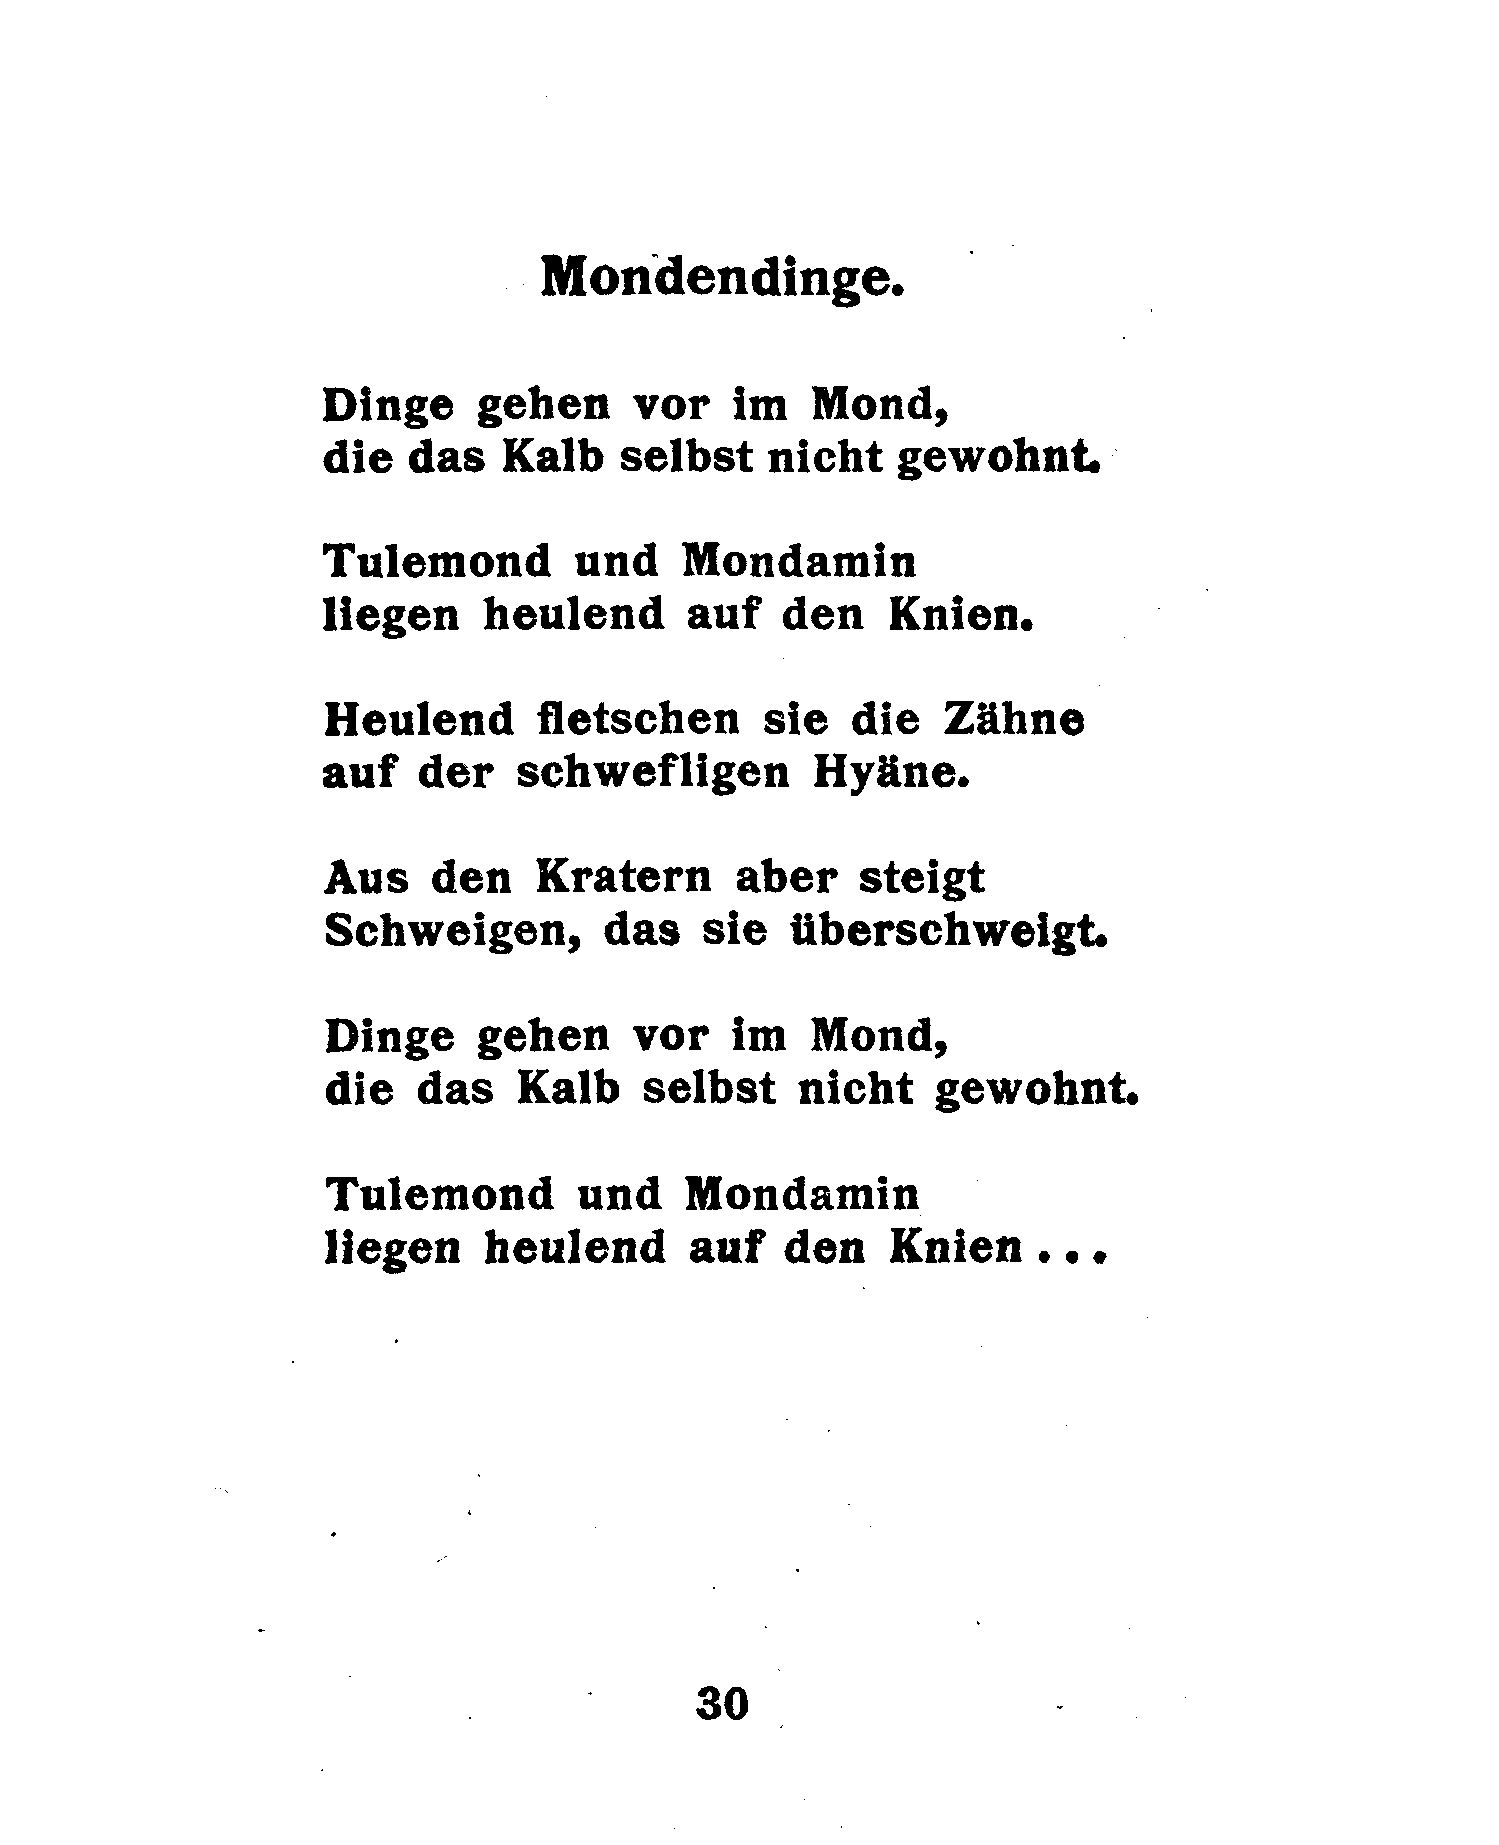 Mondendinge.
Dinge gehen vor im Mond,
die das Kalb selbst nicht gewohnt.
Tulemond und Mondamin
liegen heulend auf den Knien.
Heulend fletschen sie die Zähne
auf der schwefligen Hyäne.
Aus den Kratern aber steigt
Schweigen, das sie überschweigt.
Dinge gehen vor im Mond,
die das Kalb selbst nicht gewohnt.
Tulemond und Mondamin
liegen heulend auf den Knien...
30